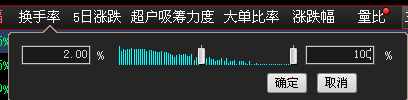 换手率 5日涨跌 超户吸筹力度 大单比率 涨跌幅 量比
2.00 % 100 %
确定 取消